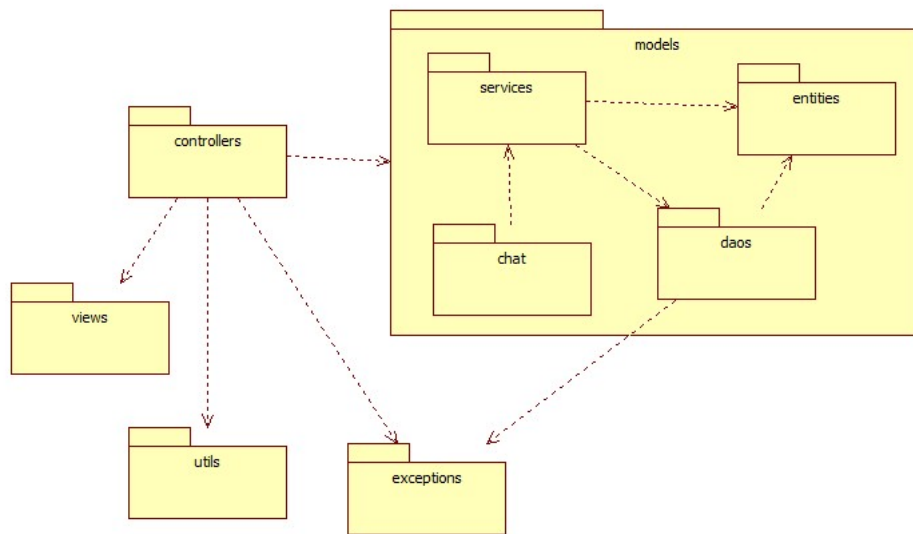 models
services
entities
controllers
chat
daos
views
utils
exceptions